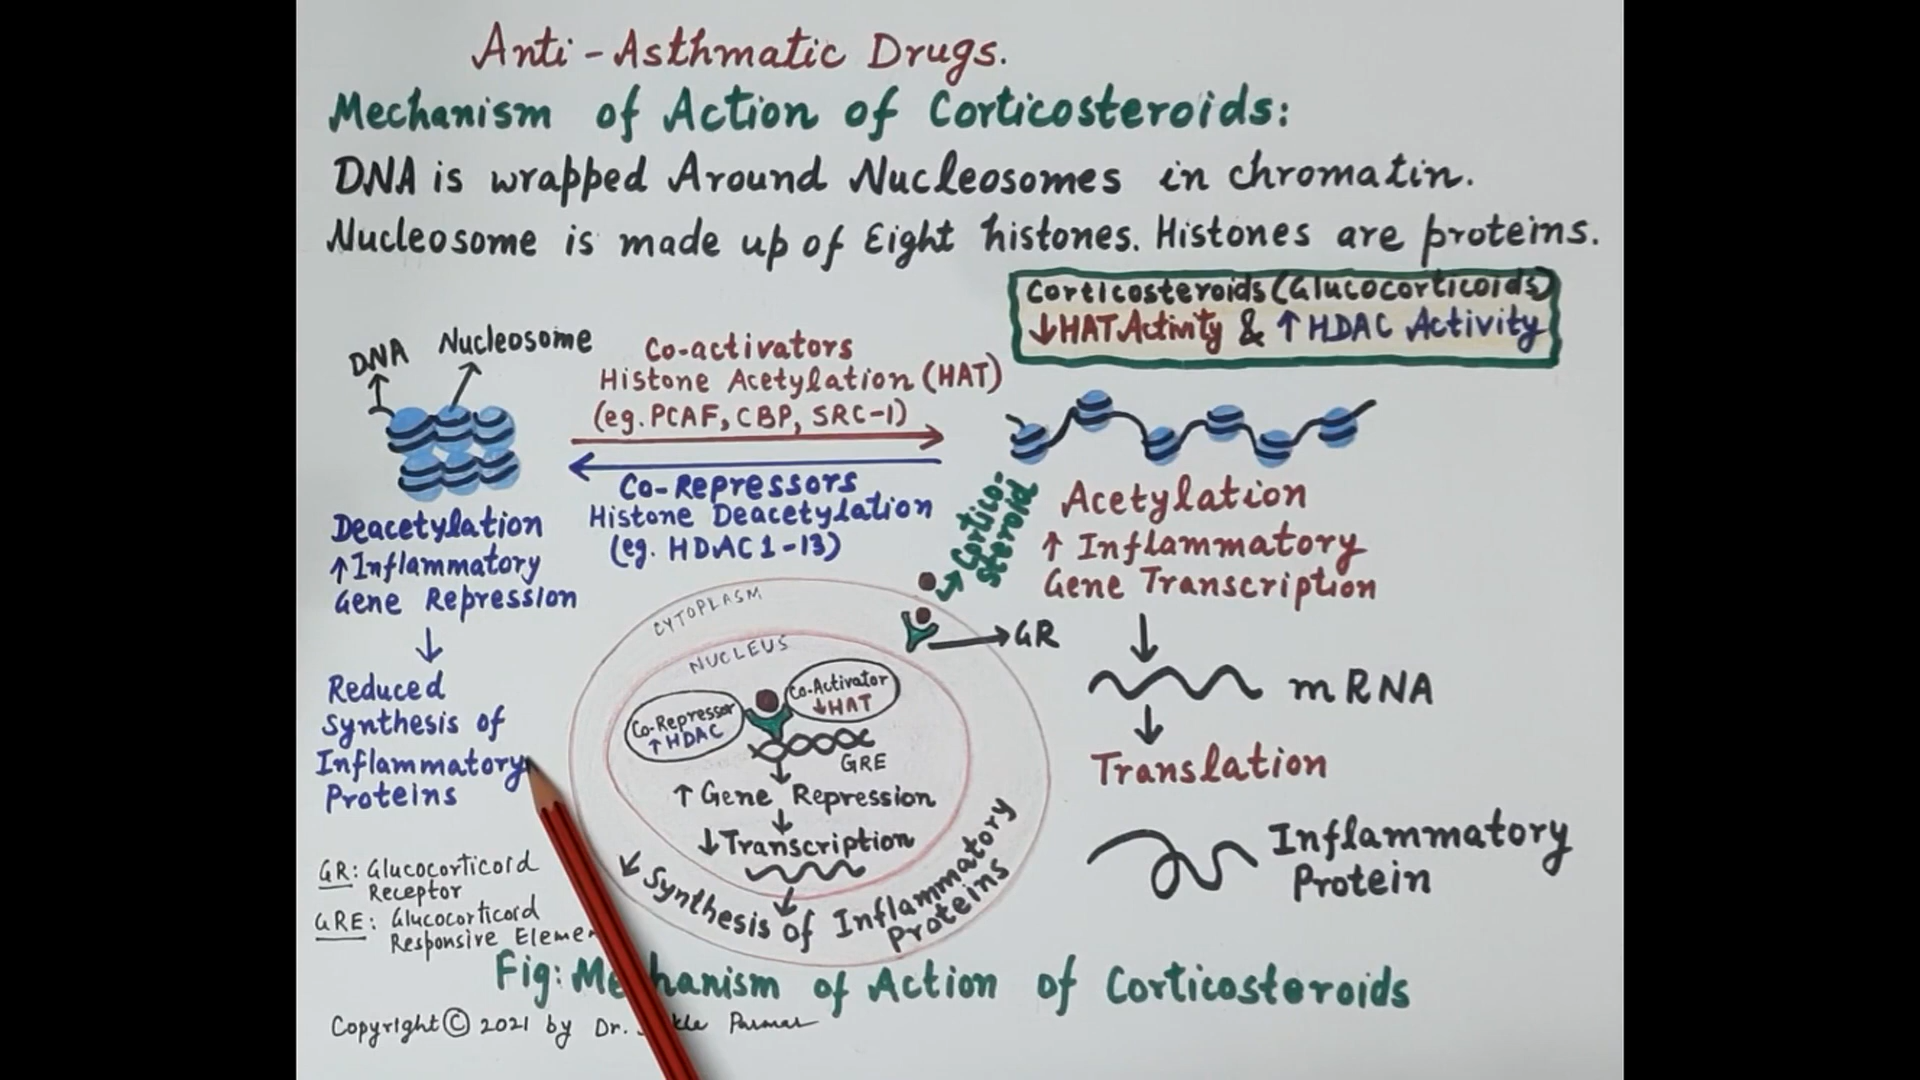 Anti-Asthmatic Drugs.
Mechanism of Action of Corticosteroids:
DNA is wrapped Around Nucleosomes in chromatin.
Nucleosome is made up of Eight histones. Histones are proteins.
Corticosteroids (Glucocorticoids)
↓HAT Activity & ↑HDAC Activity
DNA
Nucleosome
Co-activators
Histone Acetylation (HAT)
(eg. PCAF, CBP, SRC-1)
Co-Repressors
Histone Deacetylation
(eg. HDAC 1-13)
Deacetylation
↑Inflammatory
Gene Repression
↓
Reduced
Synthesis of
Inflammatory
Proteins
GR: Glucocorticoid
Receptor
GRE: Glucocorticoid
Responsive
Cortico-
steroid
GR
CYTOPLASM
NUCLEUS
Co-Repressor
↑HDAC
Co-Activator
↓HAT
GRE
↑ Gene Repression
↓Transcription
↓ Synthesis of Inflammatory
Proteins
Acetylation
↑ Inflammatory
Gene Transcription
mRNA
Translation
Inflammatory
Protein
Fig: of Action of Corticosteroids
Copyright © 2021 by Dr. Parmar